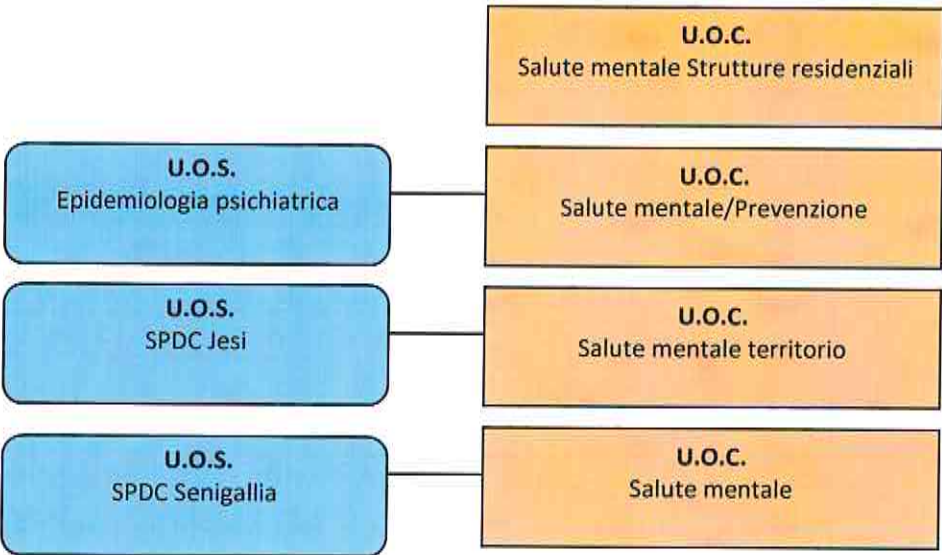 U.O.C.
Salute mentale Strutture residenziali
U.O.S.
Epidemiologia psichiatrica
U.O.C.
Salute mentale/Prevenzione
U.O.S.
SPDC Jesi
U.O.C.
Salute mentale territorio
U.O.S.
SPDC Senigallia
U.O.C.
Salute mentale